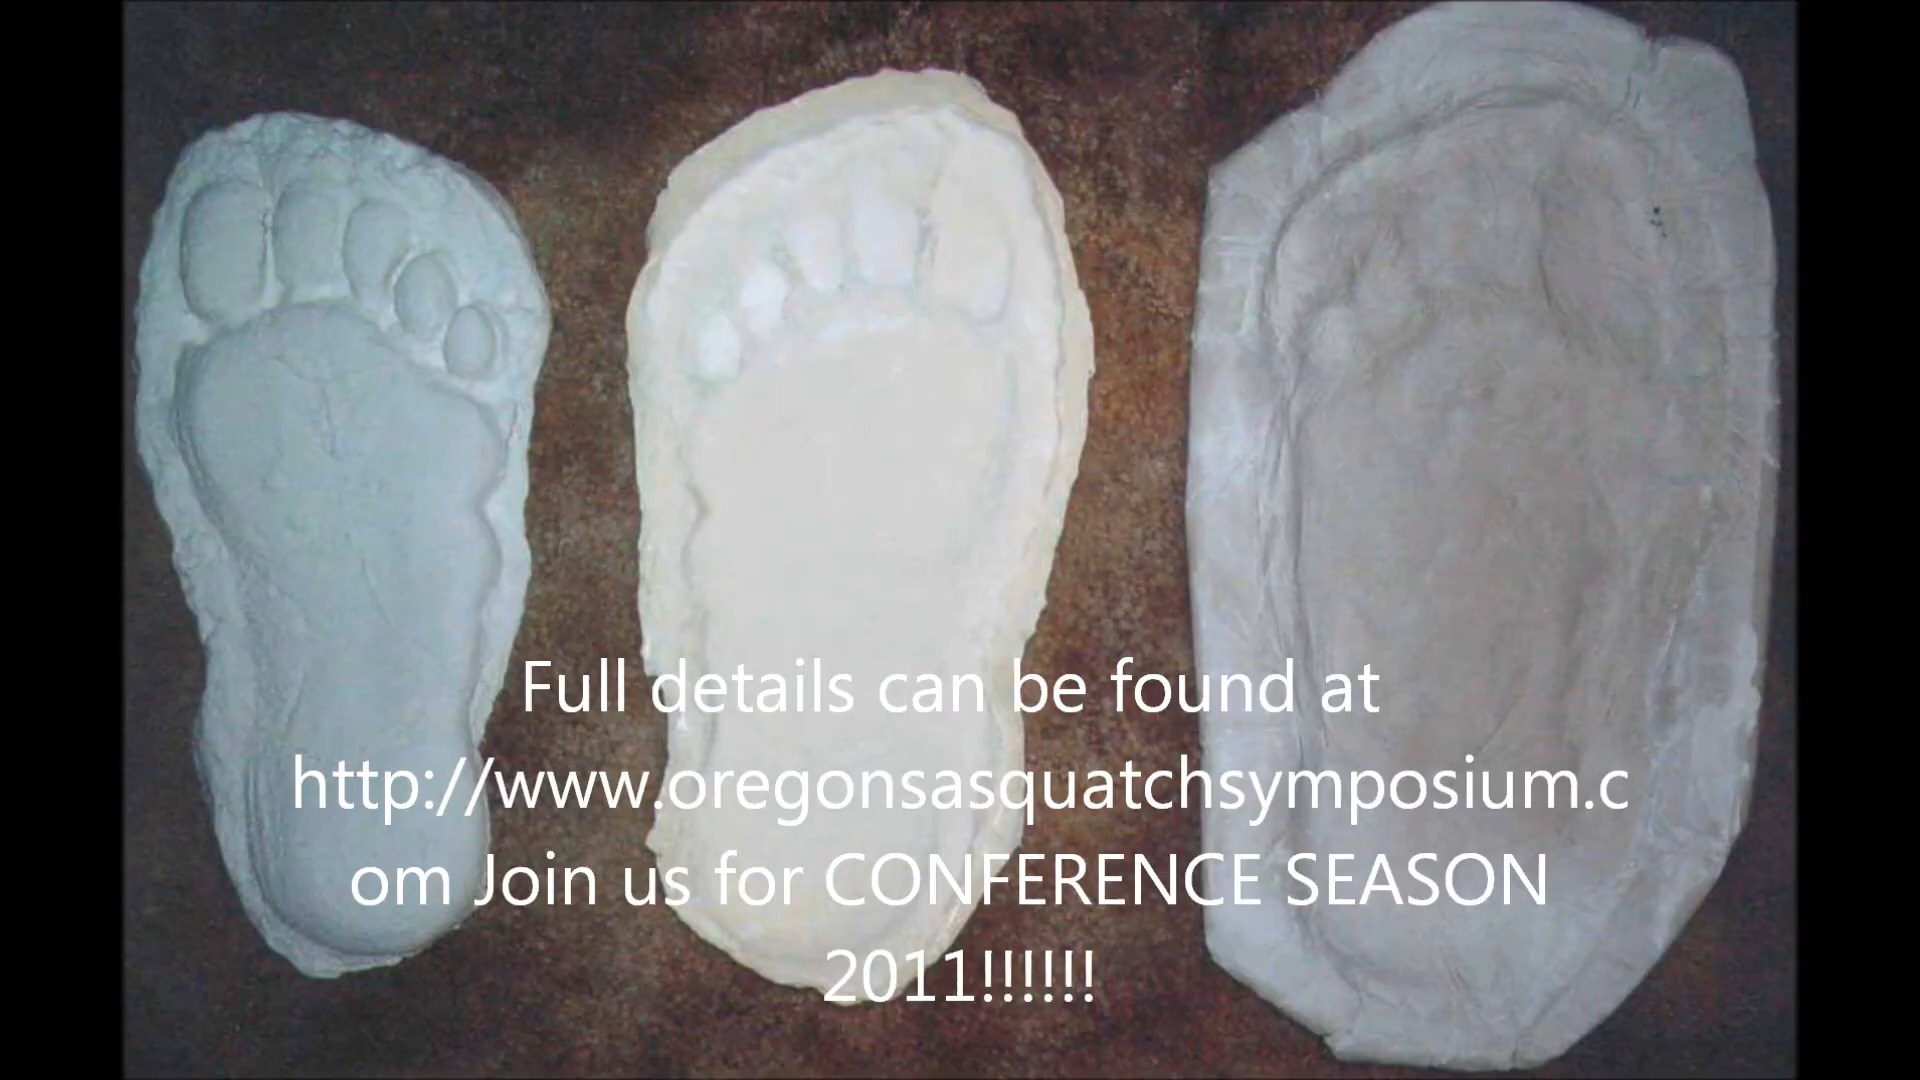 Full details can be found at
http://www.oregonsasquatchsymposium.c
om Join us for CONFERENCE SEASON
2011!!!!!!